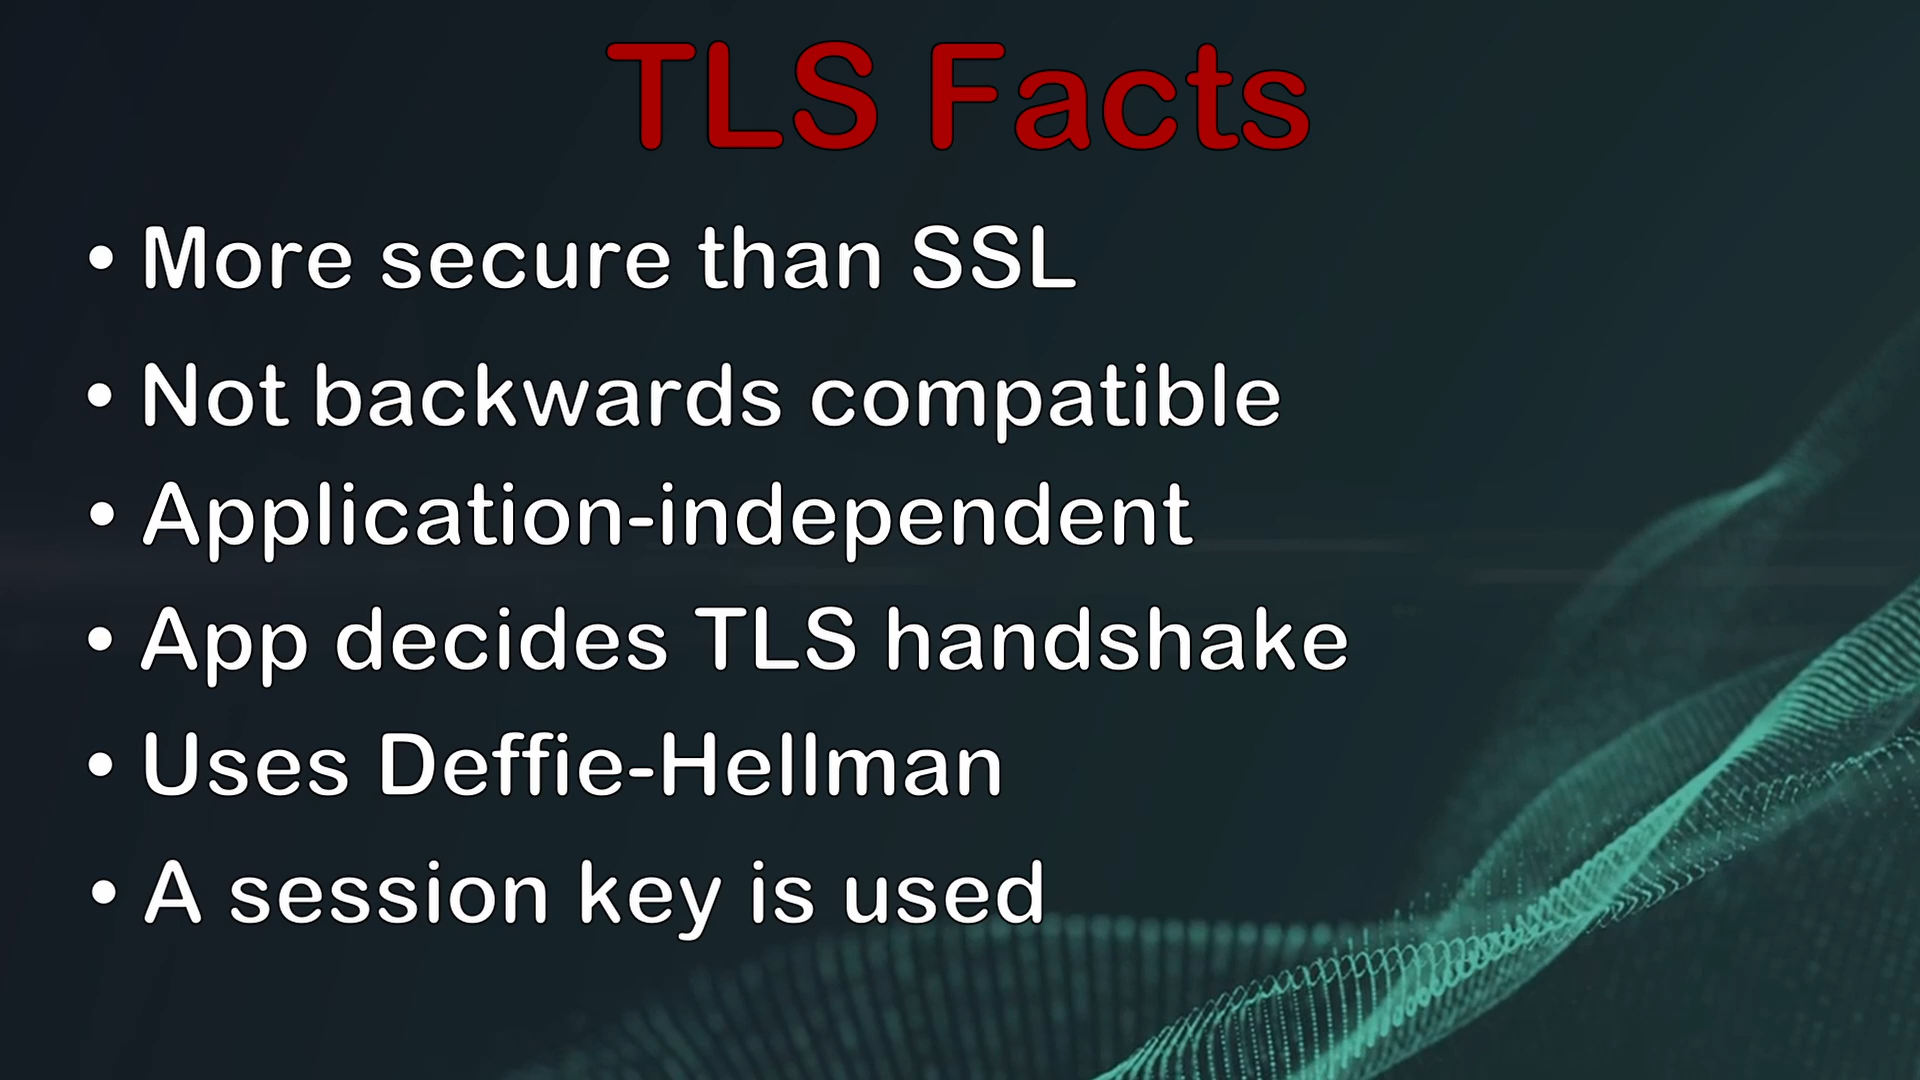 TLS Facts
• More secure than SSL
• Not backwards compatible
• Application-independent
• App decides TLS handshake
• Uses Deffie-Hellman
• A session key is used